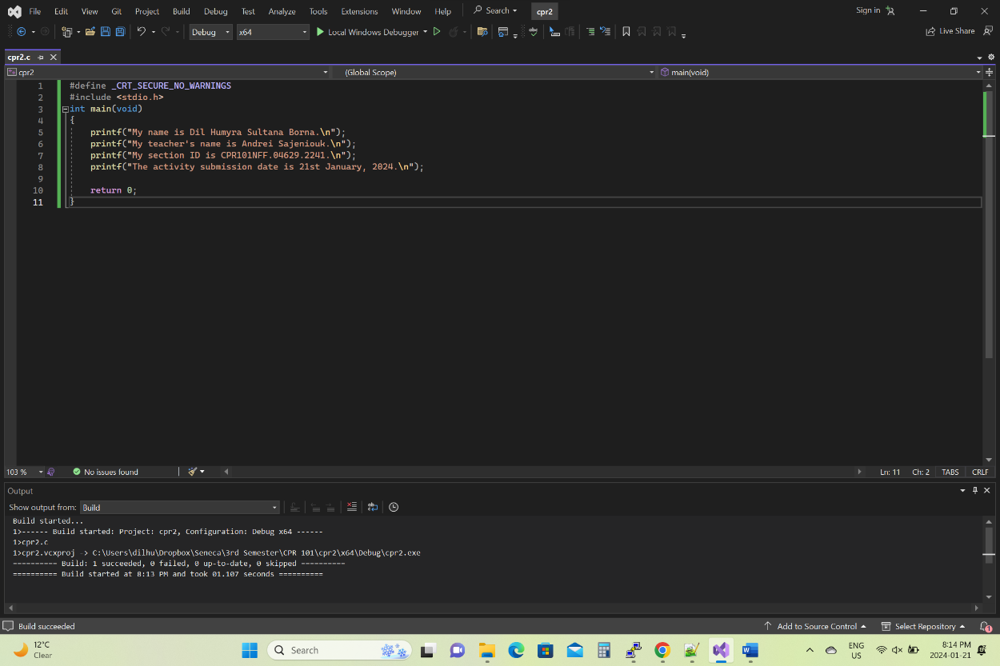 File Edit View Git Project Build Debug Test Analyze Tools Extensions Window Help Search cpr2 Sign in
Debug x64 Local Windows Debugger Live Share
cpr2.c
cpr2 (Global Scope) main(void)
1 #define _CRT_SECURE_NO_WARNINGS
2 #include <stdio.h>
3 int main(void)
4 {
5 printf("My name is Dil Humyra Sultana Borna.\n");
6 printf("My teacher's name is Andrei Sajeniouk.\n");
7 printf("My section ID is CPR101NFF.04629.2241.\n");
8 printf("The activity submission date is 21st January, 2024.\n");
9
10 return 0;
11 }
103 % No issues found Ln: 11 Ch: 2 TABS CRLF
Output
Show output from: Build
Build started...
1>------ Build started: Project: cpr2, Configuration: Debug x64 ------
1>cpr2.c
1>cpr2.vcxproj -> C:\Users\dilhu\Dropbox\Seneca\3rd Semester\CPR 101\cpr2\x64\Debug\cpr2.exe
========== Build: 1 succeeded, 0 failed, 0 up-to-date, 0 skipped ==========
========== Build started at 8:13 PM and took 01.107 seconds ==========
Build succeeded Add to Source Control Select Repository 1
12°C
Clear
Search
ENG
US
8:14 PM
2024-01-21